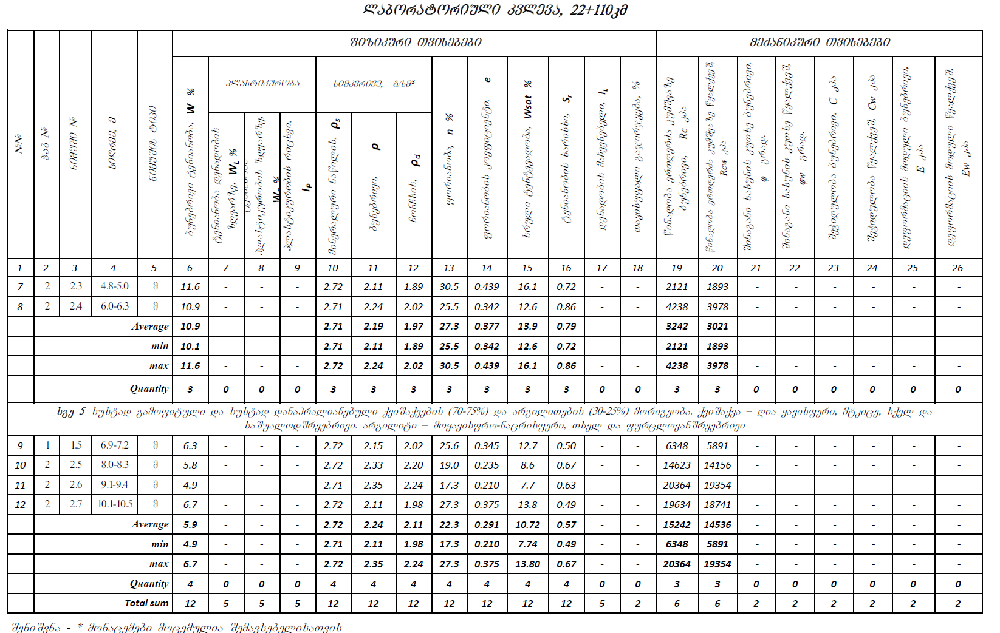 ლაბორატორიული კვლევა, 22+110კმ
ფიზიკური თვისებები მექანიკური თვისებები
№№
ჭაბ №
ნიმუში №
სიღრმე, მ
ნიმუშის ტიპი
ბუნებრივი ტენიანობა, W %
პლასტიკურობა
ტენიანობა დენადობის ზღვარზე, WL %
პლასტიკურობის ზღვარზე,
პლასტიკურობის რიცხვი, IP
სიმკვრივე, გ/სმ³
მინერალური ნაწილის, ρs
ბუნებრივი, ρ
ჩონჩხის, ρd
ფორიანობა, n %
ფორიანობის კოეფიციენტი, e
სრული ტენტევადობა, Wsat %
ტენიანობის ხარისხი, Sr
დენადობის მაჩვენებელი, IL
თავისუფალი გაჯირჯვება, %
წინაღობა ერთღერძა კუმშვაზე ბუნებრივი, Rc კპა
წინაღობა ერთღერძა კუმშვაზე წყალქვეშ, Rcw კპა
შინაგანი ხახუნის კუთხე ბუნებრივი, φ გრად.
შინაგანი ხახუნის კუთხე წყალქვეშ, φw გრად.
შეჭიდულობა ბუნებრივი, C კპა
შეჭიდულობა წყალქვეშ, Cw კპა
დეფორმაციის მოდული ბუნებრივი, E კპა
დეფორმაციის მოდული წყალქვეშ, Ew კპა
1 2 3 4 5 6 7 8 9 10 11 12 13 14 15 16 17 18 19 20 21 22 23 24 25 26
7 2 2.3 4.8-5.0 მ 11.6 - - - 2.72 2.11 1.89 30.5 0.439 16.1 0.72 - - 2121 1893 - - - - - -
8 2 2.4 6.0-6.3 მ 10.9 - - - 2.71 2.24 2.02 25.5 0.342 12.6 0.86 - - 4238 3978 - - - - - -
Average 10.9 - - - 2.71 2.19 1.97 27.3 0.377 13.9 0.79 - - 3242 3021 - - - - - -
min 10.1 - - - 2.71 2.11 1.89 25.5 0.342 12.6 0.72 - - 2121 1893 - - - - - -
max 11.6 - - - 2.72 2.24 2.02 30.5 0.439 16.1 0.86 - - 4238 3978 - - - - - -
Quantity 3 0 0 0 3 3 3 3 3 3 3 0 0 3 3 0 0 0 0 0 0
სგე 5 სუსტად გამოფიტული და სუსტად დანაპრალიანებული ქვიშაქვების (70-75%) და არგილითების (30-25%) მორიგეობა. ქვიშაქვა – ღია ყავისფერი, მტკიცე, სქელ და
საშუალოდშრეებრივი. არგილიტი – მოყავისფრო-ნაცრისფერი, თხელ და ფურცლოვანშრეებრივი
9 1 1.5 6.9-7.2 მ 6.3 - - - 2.72 2.15 2.02 25.6 0.345 12.7 0.50 - - 6348 5891 - - - - - -
10 2 2.5 8.0-8.3 მ 5.8 - - - 2.72 2.33 2.20 19.0 0.235 8.6 0.67 - - 14623 14156 - - - - - -
11 2 2.6 9.1-9.4 მ 4.9 - - - 2.71 2.35 2.24 17.3 0.210 7.7 0.63 - - 20364 19354 - - - - - -
12 2 2.7 10.1-10.5 მ 6.7 - - - 2.72 2.11 1.98 27.3 0.375 13.8 0.49 - - 19634 18741 - - - - - -
Average 5.9 - - - 2.72 2.24 2.11 22.3 0.291 10.72 0.57 - - 15242 14536 - - - - - -
min 4.9 - - - 2.71 2.11 1.98 17.3 0.210 7.74 0.49 - - 6348 5891 - - - - - -
max 6.7 - - - 2.72 2.35 2.24 27.3 0.375 13.80 0.67 - - 20364 19354 - - - - - -
Quantity 4 0 0 0 4 4 4 4 4 4 4 0 0 3 3 0 0 0 0 0 0
Total sum 12 5 5 5 12 12 12 12 12 12 12 5 2 6 6 2 2 2 2 2 2
შენიშვნა - * მონაცემები მოცემულია შემავსებელისათვის